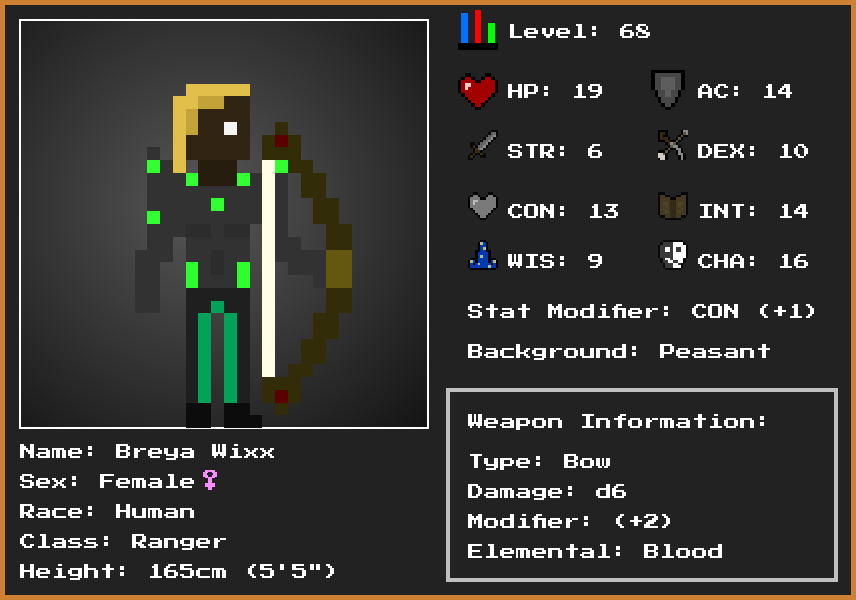 Level: 68
HP: 19 AC: 14
STR: 6 DEX: 10
CON: 13 INT: 14
WIS: 9 CHA: 16
Stat Modifier: CON (+1)
Background: Peasant
Weapon Information:
Type: Bow
Damage: d6
Modifier: (+2)
Elemental: Blood
Name: Breya Wixx
Sex: Female♀
Race: Human
Class: Ranger
Height: 165cm (5'5")